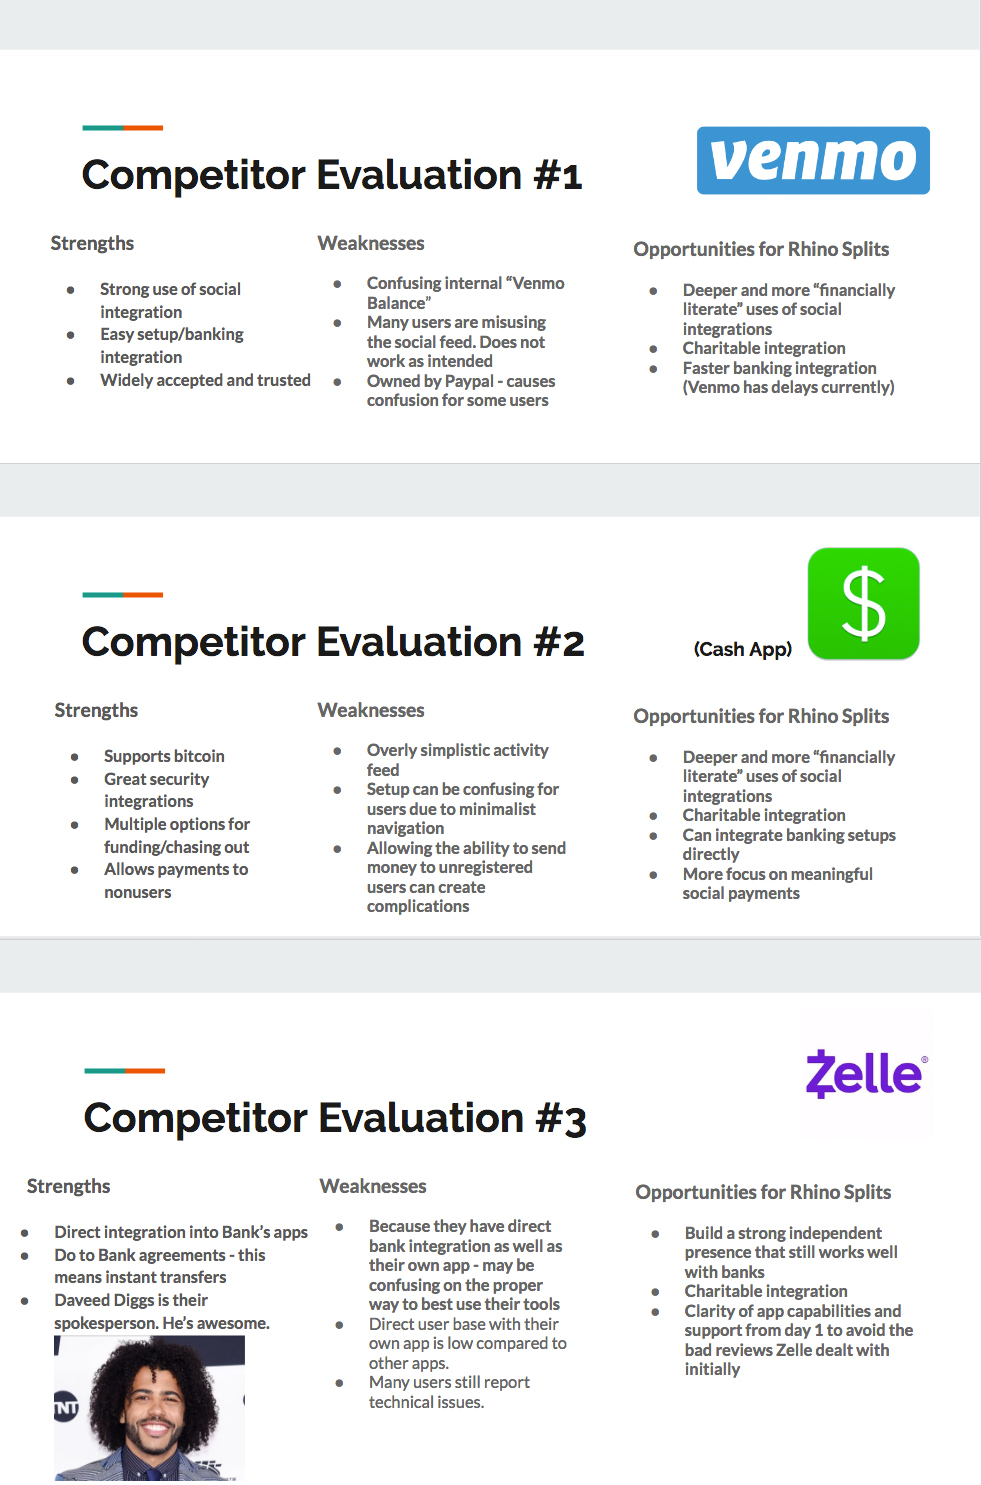 Competitor Evaluation #1
venmo
Strengths
Strong use of social
integration
Easy setup/banking
integration
Widely accepted and trusted
Weaknesses
Confusing internal “Venmo
Balance”
Many users are misusing
the social feed. Does not
work as intended
Owned by Paypal - causes
confusion for some users
Opportunities for Rhino Splits
Deeper and more “financially
literate” uses of social
integrations
Charitable integration
Faster banking integration
(Venmo has delays currently)
Competitor Evaluation #2
(Cash App)
$
Strengths
Supports bitcoin
Great security
integrations
Multiple options for
funding/chasing out
Allows payments to
nonusers
Weaknesses
Overly simplistic activity
feed
Setup can be confusing for
users due to minimalist
navigation
Allowing the ability to send
money to unregistered
users can create
complications
Opportunities for Rhino Splits
Deeper and more “financially
literate” uses of social
integrations
Charitable integration
Can integrate banking setups
directly
More focus on meaningful
social payments
Competitor Evaluation #3
Zelle®
Strengths
Direct integration into Bank’s apps
Do to Bank agreements - this
means instant transfers
Daveed Diggs is their
spokesperson. He’s awesome.
TNT
Weaknesses
Because they have direct
bank integration as well as
their own app - may be
confusing on the proper
way to best use their tools
Direct user base with their
own app is low compared to
other apps.
Many users still report
technical issues.
Opportunities for Rhino Splits
Build a strong independent
presence that still works well
with banks
Charitable integration
Clarity of app capabilities and
support from day 1 to avoid the
bad reviews Zelle dealt with
initially